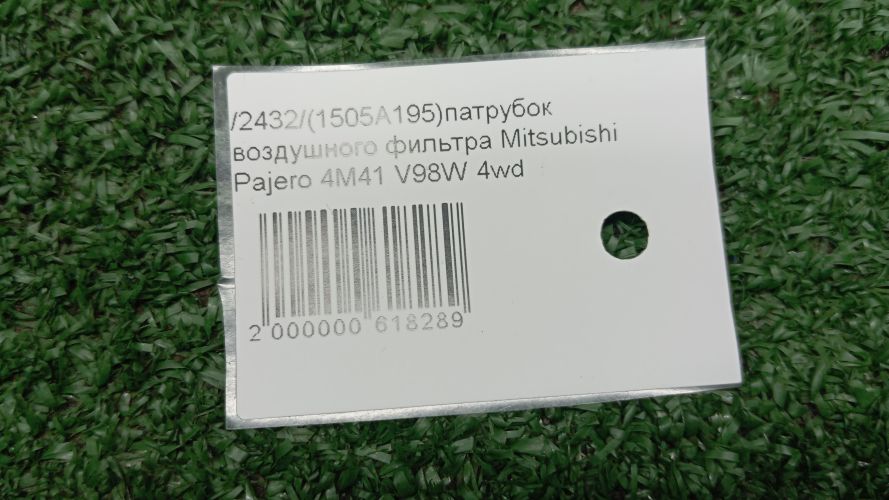 /2432/(1505A195)патрубок
воздушного фильтра Mitsubishi
Pajero 4M41 V98W 4wd
2 000000 618289